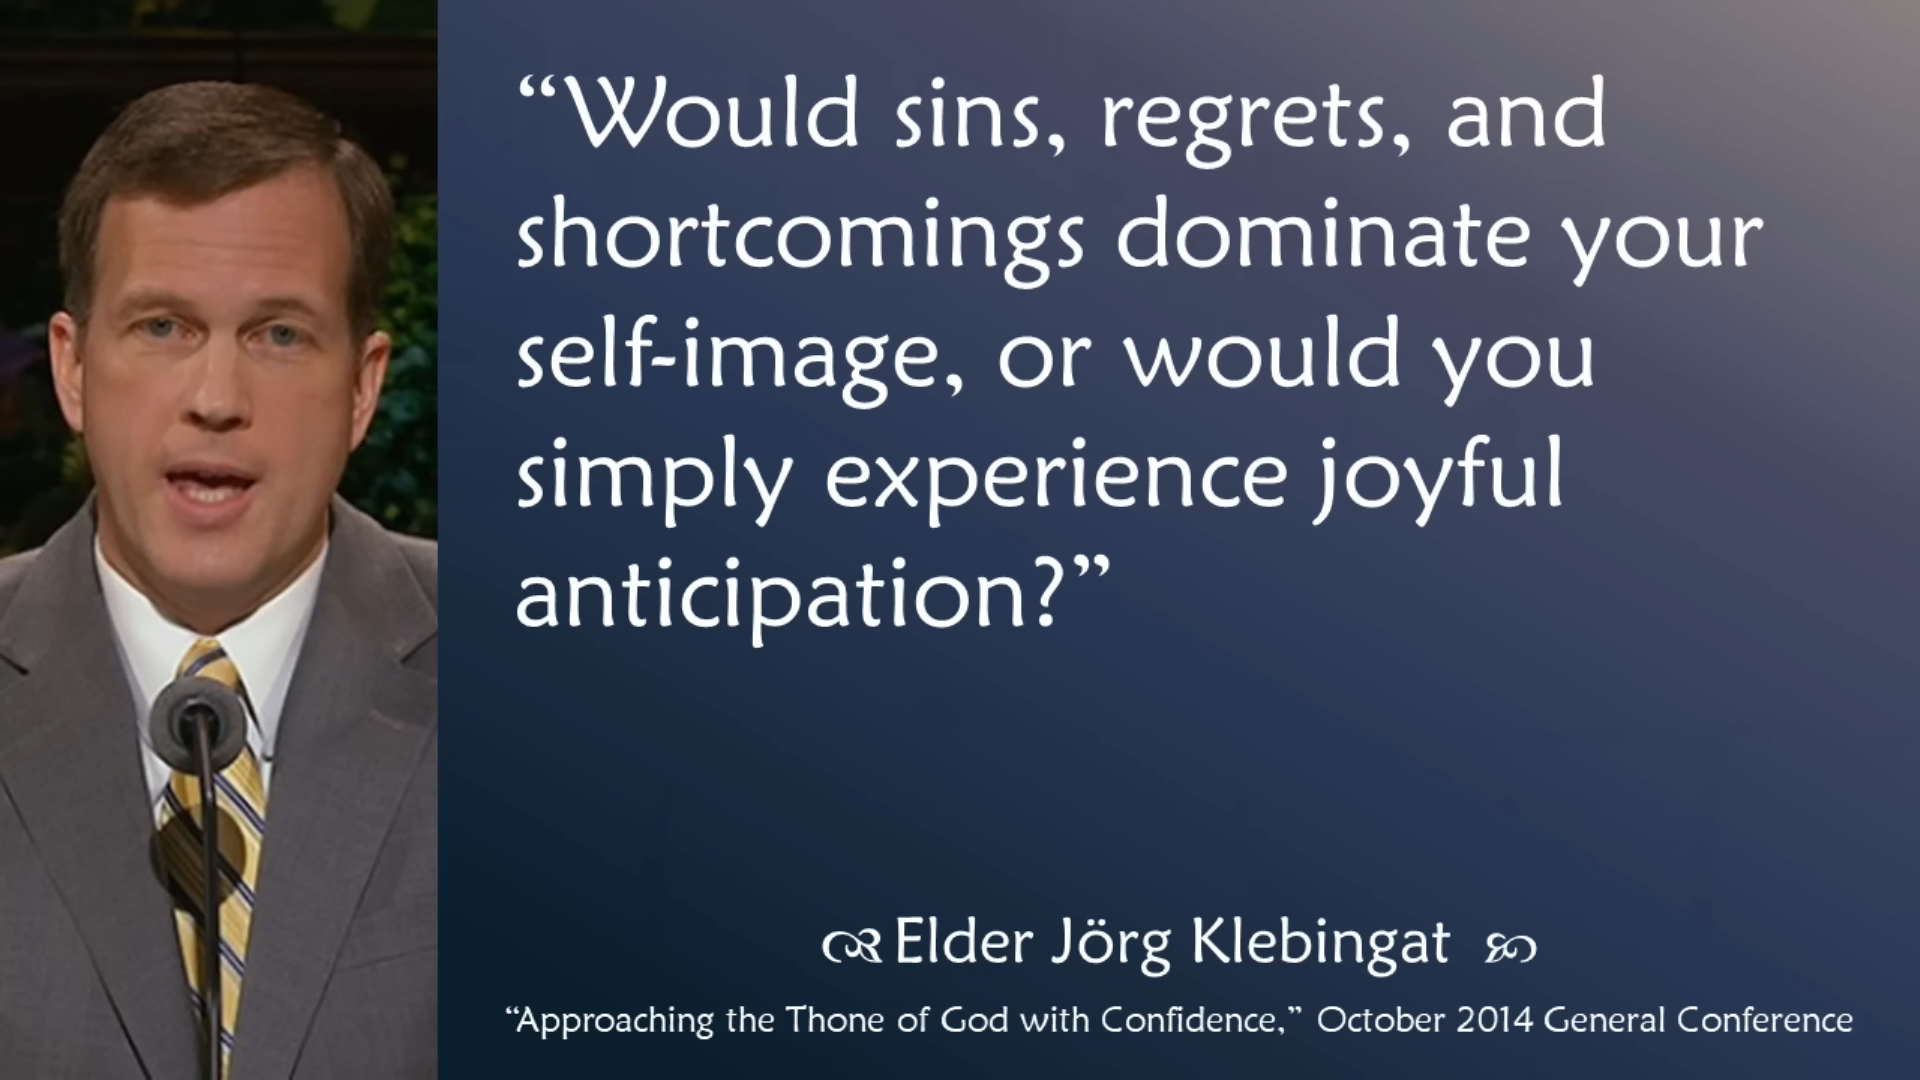 “Would sins, regrets, and
shortcomings dominate your
self-image, or would you
simply experience joyful
anticipation?”
Elder Jörg Klebingat
“Approaching the Thone of God with Confidence,” October 2014 General Conference